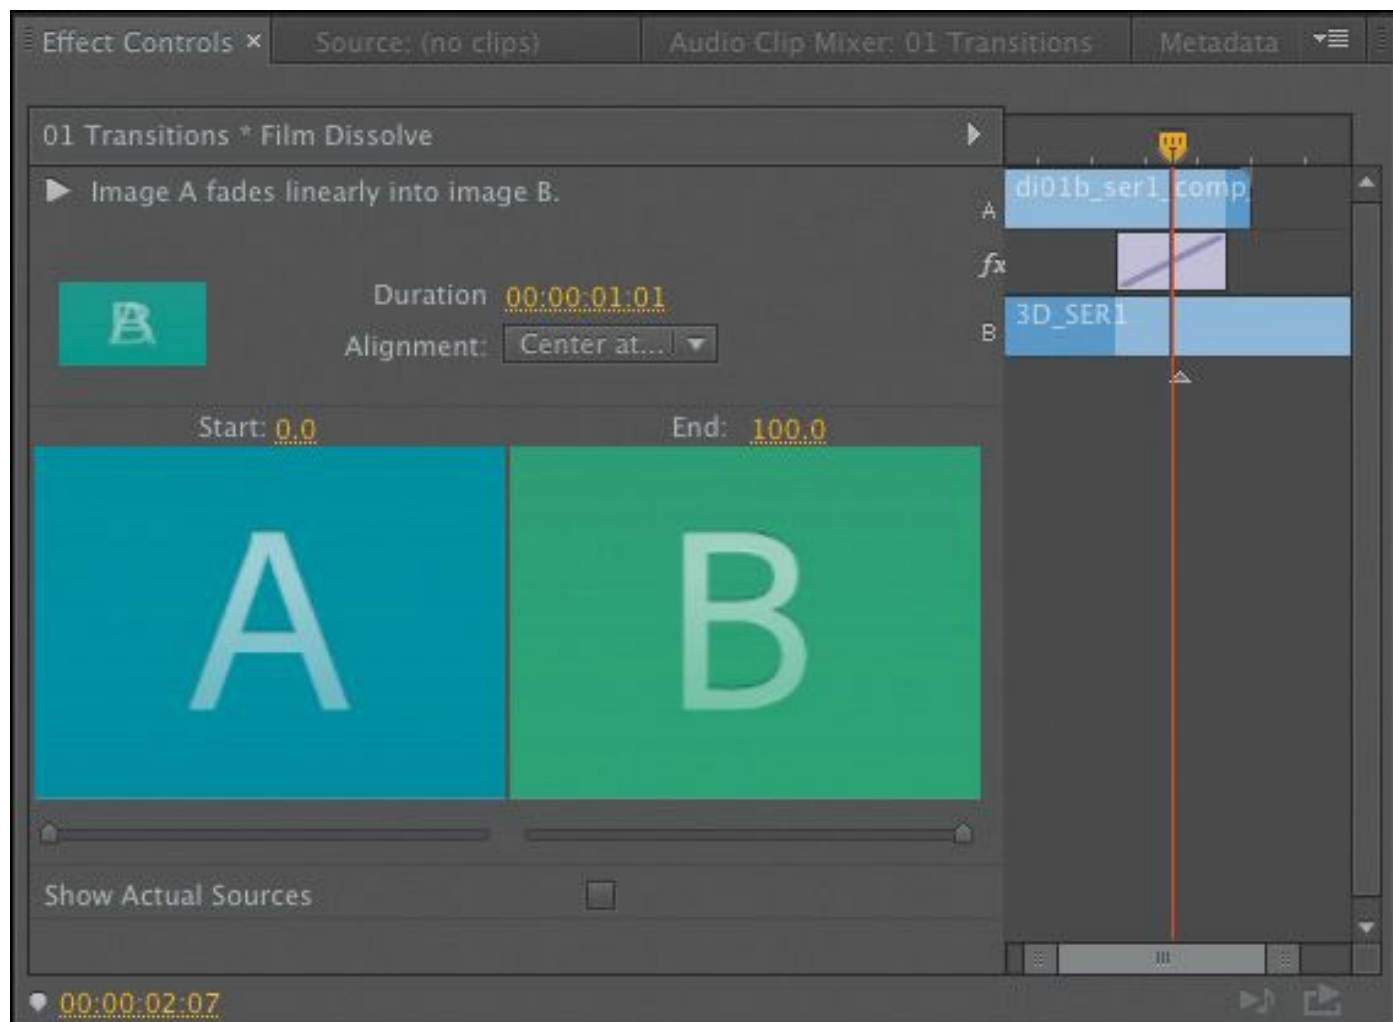 Effect Controls × Source: (no clips) Audio Clip Mixer: 01 Transitions Metadata
01 Transitions * Film Dissolve
Image A fades linearly into image B.
A di01b_ser1_comp
fx
B 3D_SER1
B A
Duration 00:00:01:01
Alignment: Center at...
Start: 0.0 End: 100.0
A B
Show Actual Sources
00:00:02:07